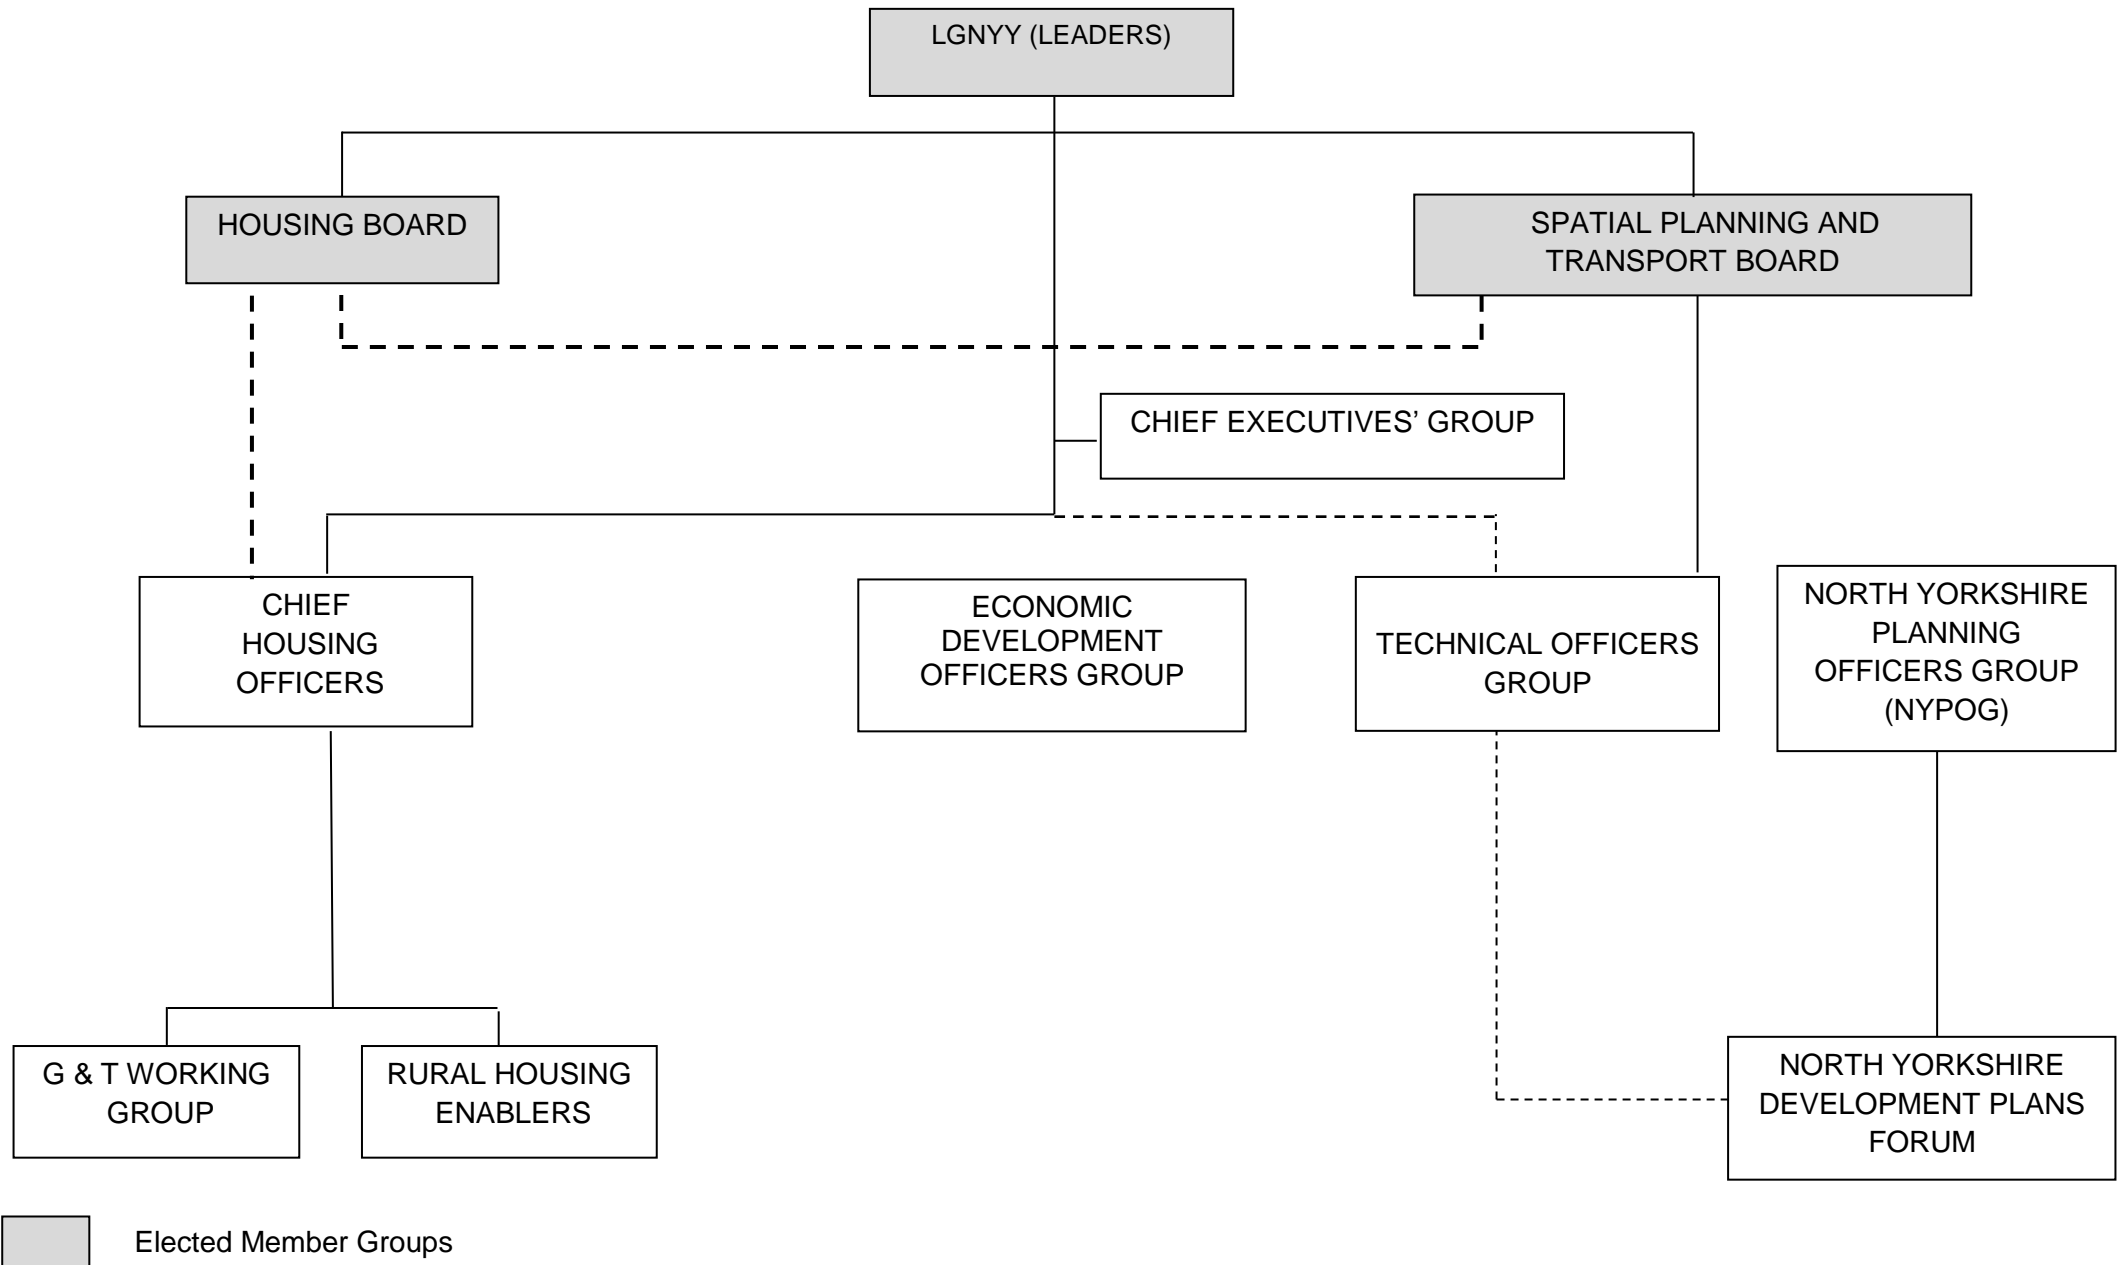 LGNYY (LEADERS)
HOUSING BOARD
SPATIAL PLANNING AND
TRANSPORT BOARD
CHIEF EXECUTIVES’ GROUP
CHIEF
HOUSING
OFFICERS
ECONOMIC
DEVELOPMENT
OFFICERS GROUP
TECHNICAL OFFICERS
GROUP
NORTH YORKSHIRE
PLANNING
OFFICERS GROUP
(NYPOG)
G & T WORKING
GROUP
RURAL HOUSING
ENABLERS
NORTH YORKSHIRE
DEVELOPMENT PLANS
FORUM
Elected Member Groups